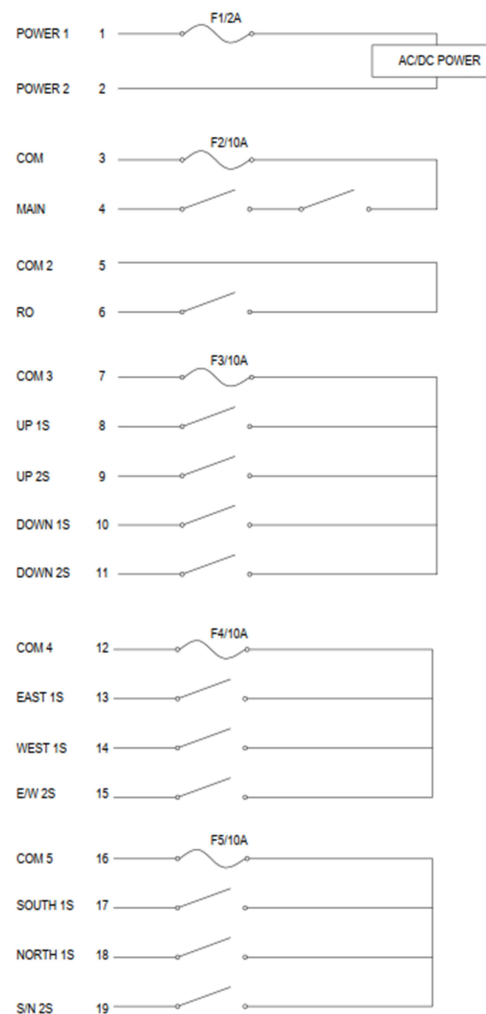 F1/2A
POWER 1 1
AC/DC POWER
POWER 2 2
F2/10A
COM 3
MAIN 4
COM 2 5
RO 6
F3/10A
COM 3 7
UP 1S 8
UP 2S 9
DOWN 1S 10
DOWN 2S 11
F4/10A
COM 4 12
EAST 1S 13
WEST 1S 14
E/W 2S 15
F5/10A
COM 5 16
SOUTH 1S 17
NORTH 1S 18
S/N 2S 19